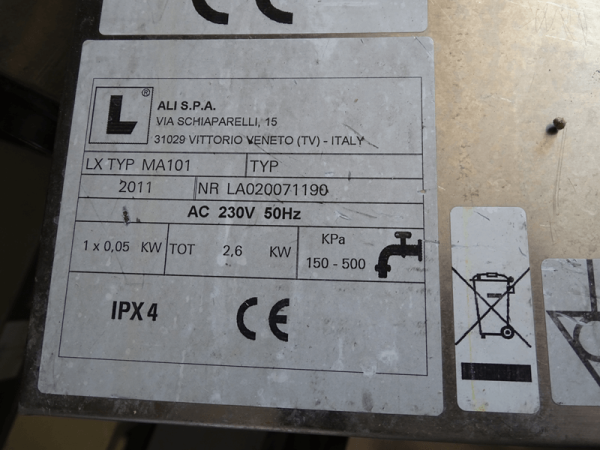 CE
L®
ALI S.P.A.
VIA SCHIAPARELLI, 15
31029 VITTORIO VENETO (TV) - ITALY
LX TYP MA101 TYP
2011 NR LA020071190
AC 230V 50Hz
1 x 0,05 KW TOT 2,6 KW KPa
150 - 500
IPX4 CE